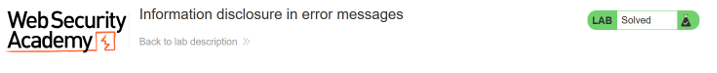 Web Security
Academy
Information disclosure in error messages
Back to lab description
LAB Solved